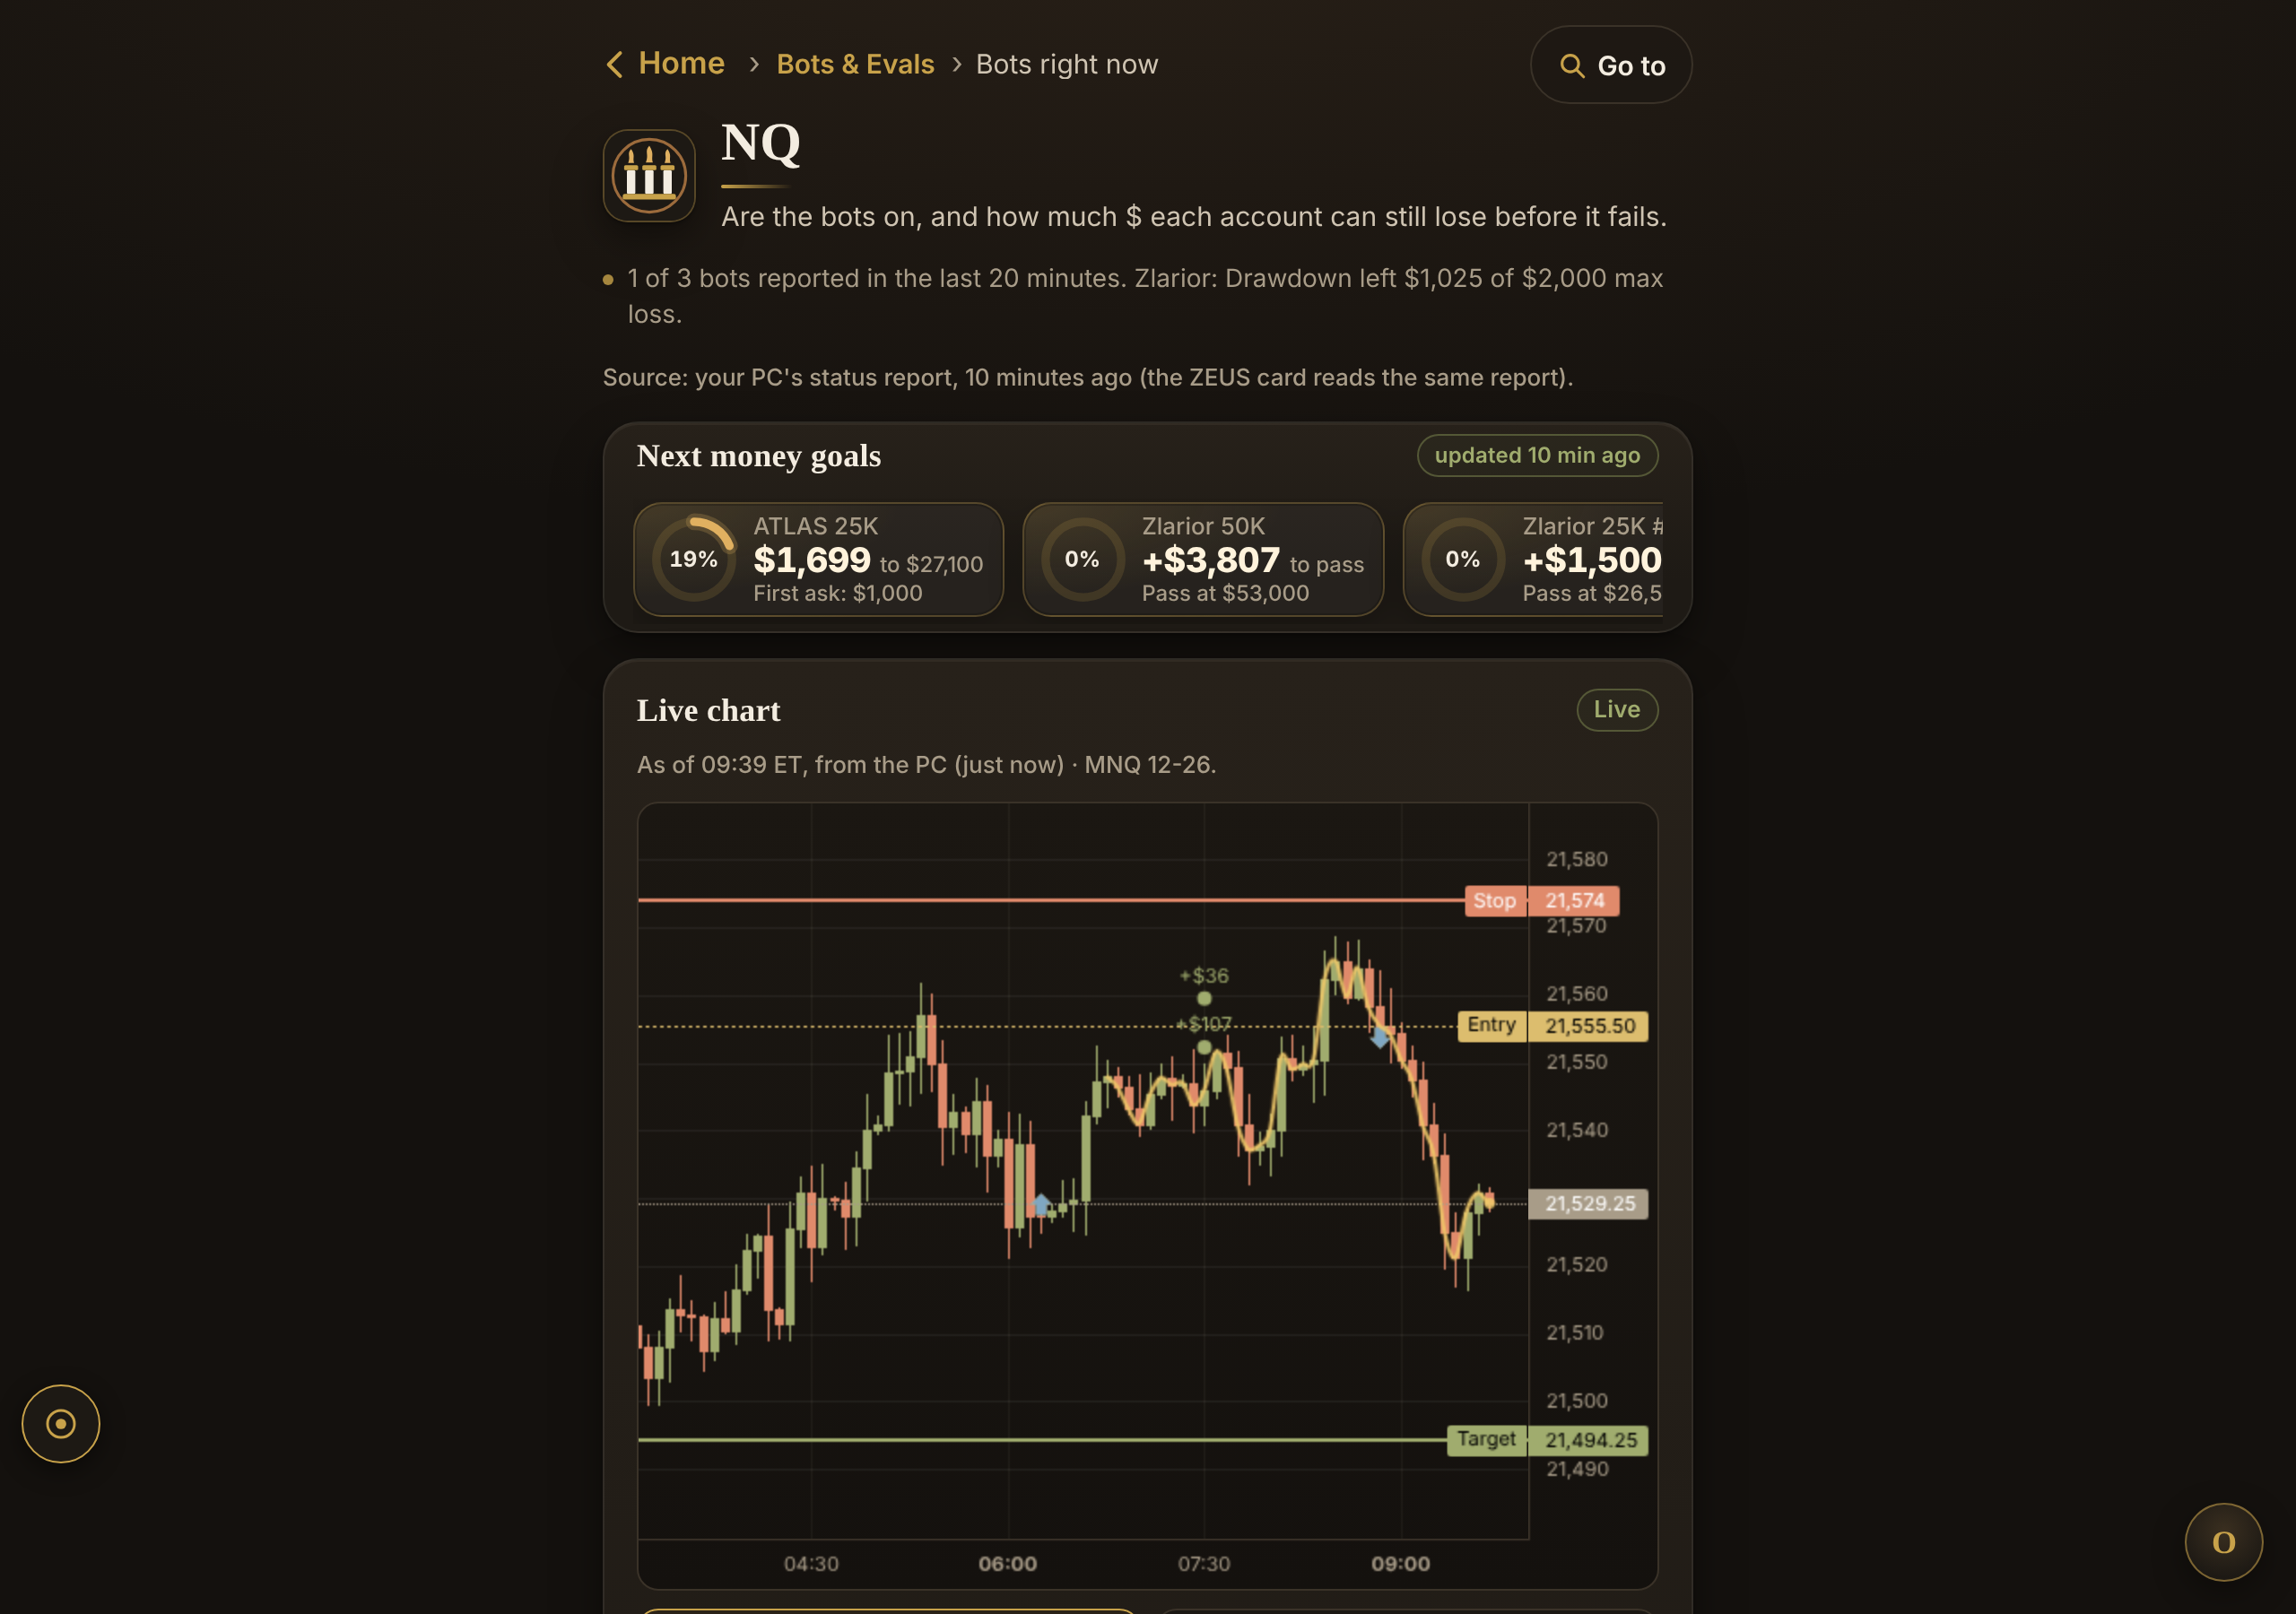 Home › Bots & Evals › Bots right now
Go to
NQ
Are the bots on, and how much $ each account can still lose before it fails.
1 of 3 bots reported in the last 20 minutes. Zlarior: Drawdown left $1,025 of $2,000 max
loss.
Source: your PC's status report, 10 minutes ago (the ZEUS card reads the same report).
Next money goals
updated 10 min ago
19%
ATLAS 25K
$1,699 to $27,100
First ask: $1,000
0%
Zlarior 50K
+$3,807 to pass
Pass at $53,000
0%
Zlarior 25K #
+$1,500
Pass at $26,5
Live chart
Live
As of 09:39 ET, from the PC (just now) · MNQ 12-26.
21,580
Stop 21,574
21,570
+$36
21,560
+$107
Entry 21,555.50
21,550
21,540
21,529.25
21,520
21,510
21,500
Target 21,494.25
21,490
04:30 06:00 07:30 09:00
O